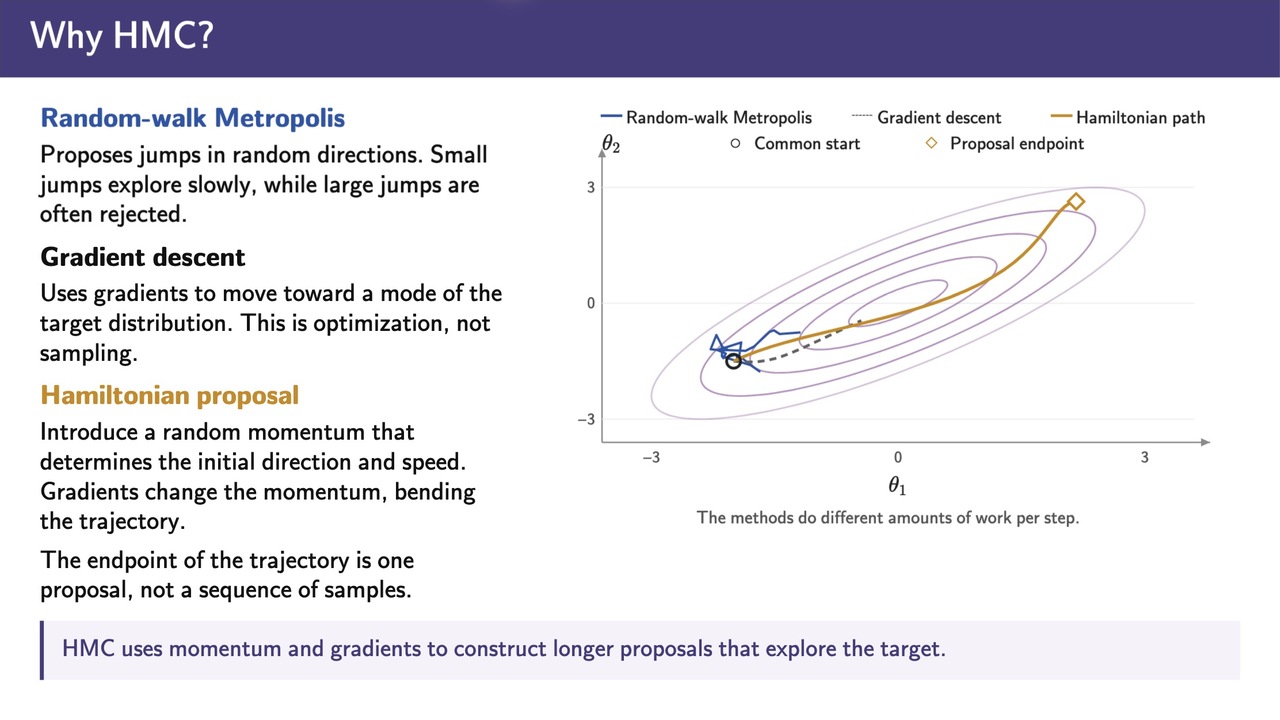 Why HMC?
Random-walk Metropolis
Proposes jumps in random directions. Small
jumps explore slowly, while large jumps are
often rejected.
Gradient descent
Uses gradients to move toward a mode of the
target distribution. This is optimization, not
sampling.
Hamiltonian proposal
Introduce a random momentum that
determines the initial direction and speed.
Gradients change the momentum, bending
the trajectory.
The endpoint of the trajectory is one
proposal, not a sequence of samples.
Random-walk Metropolis Gradient descent Hamiltonian path
Common start Proposal endpoint
θ₂
3
0
−3
−3 0 3
θ₁
The methods do different amounts of work per step.
HMC uses momentum and gradients to construct longer proposals that explore the target.